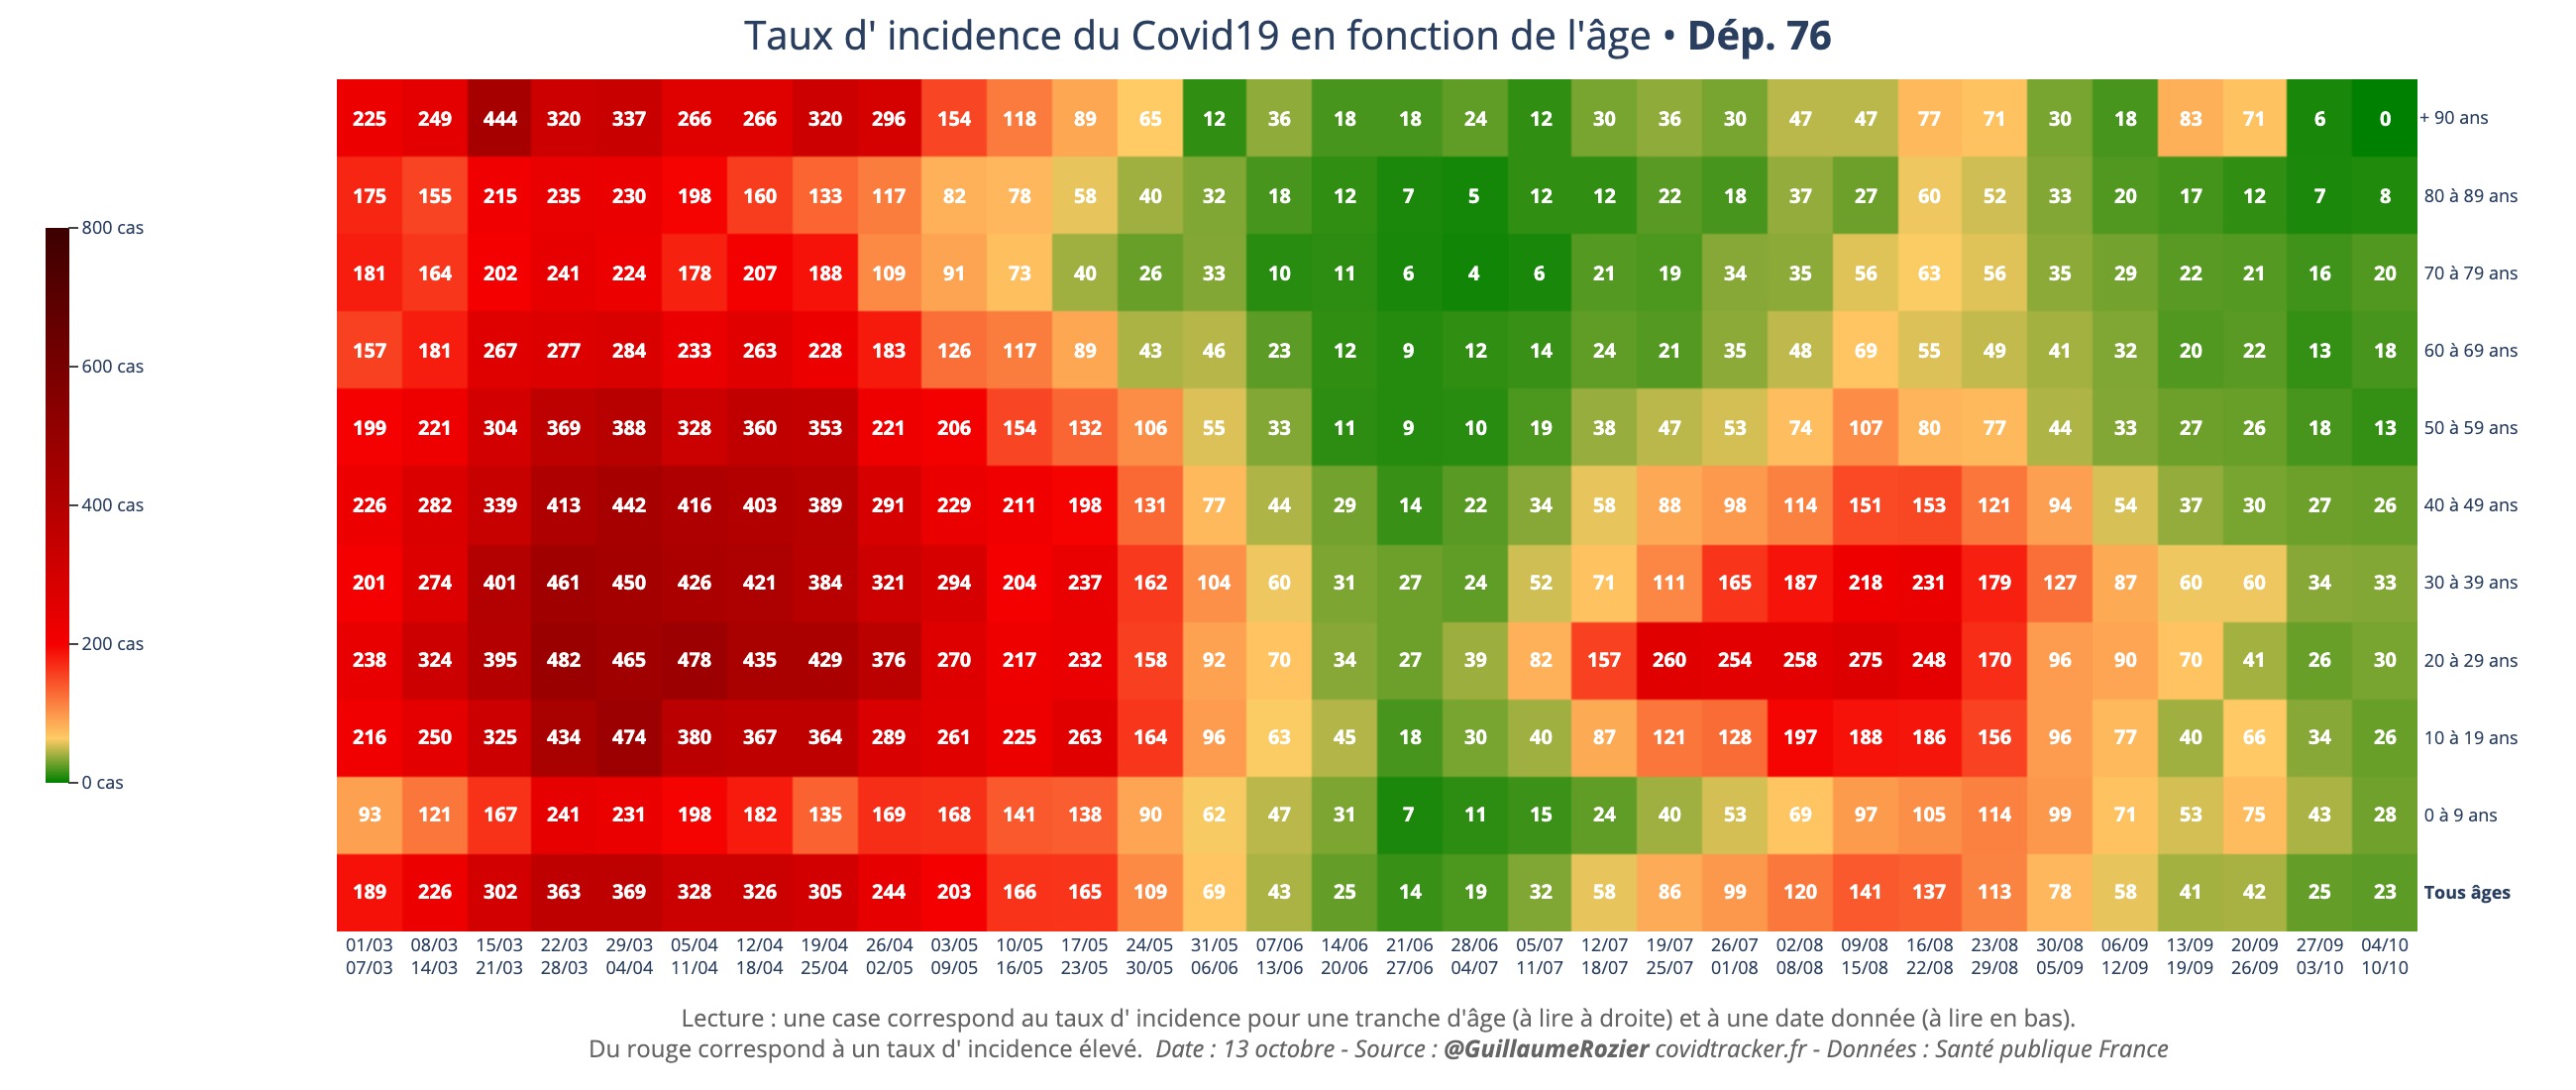 Taux d' incidence du Covid19 en fonction de l'âge • Dép. 76
225 249 444 320 337 266 266 320 296 154 118 89 65 12 36 18 18 24 12 30 36 30 47 47 77 71 30 18 83 71 6 0 + 90 ans
175 155 215 235 230 198 160 133 117 82 78 58 40 32 18 12 7 5 12 12 22 18 37 27 60 52 33 20 17 12 7 8 80 à 89 ans
800 cas
181 164 202 241 224 178 207 188 109 91 73 40 26 33 10 11 6 4 6 21 19 34 35 56 63 56 35 29 22 21 16 20 70 à 79 ans
157 181 267 277 284 233 263 228 183 126 117 89 43 46 23 12 9 12 14 24 21 35 48 69 55 49 41 32 20 22 13 18 60 à 69 ans
600 cas
199 221 304 369 388 328 360 353 221 206 154 132 106 55 33 11 9 10 19 38 47 53 74 107 80 77 44 33 27 26 18 13 50 à 59 ans
400 cas
226 282 339 413 442 416 403 389 291 229 211 198 131 77 44 29 14 22 34 58 88 98 114 151 153 121 94 54 37 30 27 26 40 à 49 ans
201 274 401 461 450 426 421 384 321 294 204 237 162 104 60 31 27 24 52 71 111 165 187 218 231 179 127 87 60 60 34 33 30 à 39 ans
200 cas
238 324 395 482 465 478 435 429 376 270 217 232 158 92 70 34 27 39 82 157 260 254 258 275 248 170 96 90 70 41 26 30 20 à 29 ans
216 250 325 434 474 380 367 364 289 261 225 263 164 96 63 45 18 30 40 87 121 128 197 188 186 156 96 77 40 66 34 26 10 à 19 ans
0 cas
93 121 167 241 231 198 182 135 169 168 141 138 90 62 47 31 7 11 15 24 40 53 69 97 105 114 99 71 53 75 43 28 0 à 9 ans
189 226 302 363 369 328 326 305 244 203 166 165 109 69 43 25 14 19 32 58 86 99 120 141 137 113 78 58 41 42 25 23 Tous âges
01/03 08/03 15/03 22/03 29/03 05/04 12/04 19/04 26/04 03/05 10/05 17/05 24/05 31/05 07/06 14/06 21/06 28/06 05/07 12/07 19/07 26/07 02/08 09/08 16/08 23/08 30/08 06/09 13/09 20/09 27/09 04/10
07/03 14/03 21/03 28/03 04/04 11/04 18/04 25/04 02/05 09/05 16/05 23/05 30/05 06/06 13/06 20/06 27/06 04/07 11/07 18/07 25/07 01/08 08/08 15/08 22/08 29/08 05/09 12/09 19/09 26/09 03/10 10/10
Lecture : une case correspond au taux d' incidence pour une tranche d'âge (à lire à droite) et à une date donnée (à lire en bas).
Du rouge correspond à un taux d' incidence élevé. Date : 13 octobre - Source : @GuillaumeRozier covidtracker.fr - Données : Santé publique France